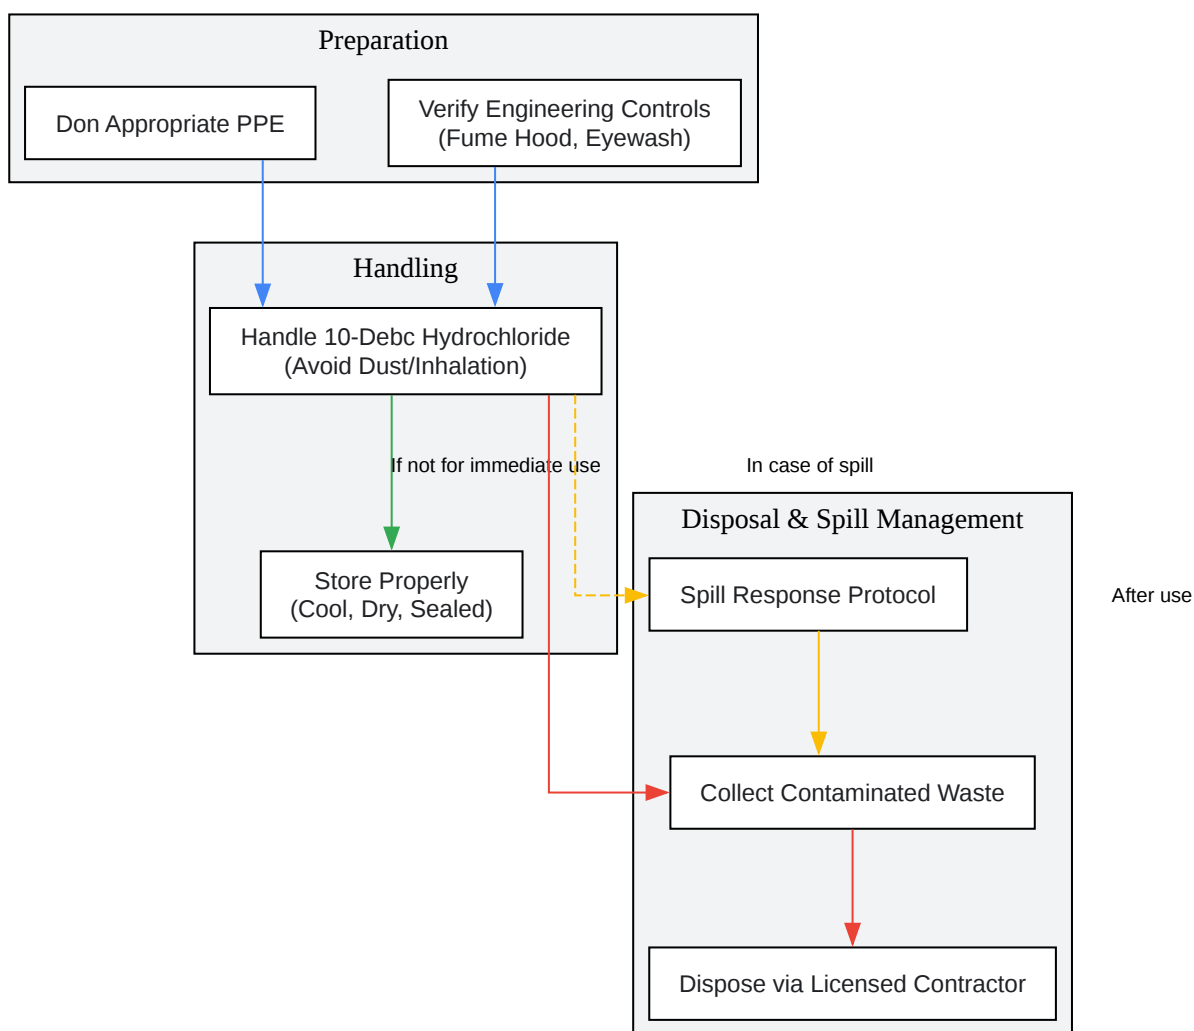 Preparation
Don Appropriate PPE
Verify Engineering Controls
(Fume Hood, Eyewash)
Handling
Handle 10-Debc Hydrochloride
(Avoid Dust/Inhalation)
If not for immediate use
In case of spill
Disposal & Spill Management
Store Properly
(Cool, Dry, Sealed)
Spill Response Protocol
After use
Collect Contaminated Waste
Dispose via Licensed Contractor